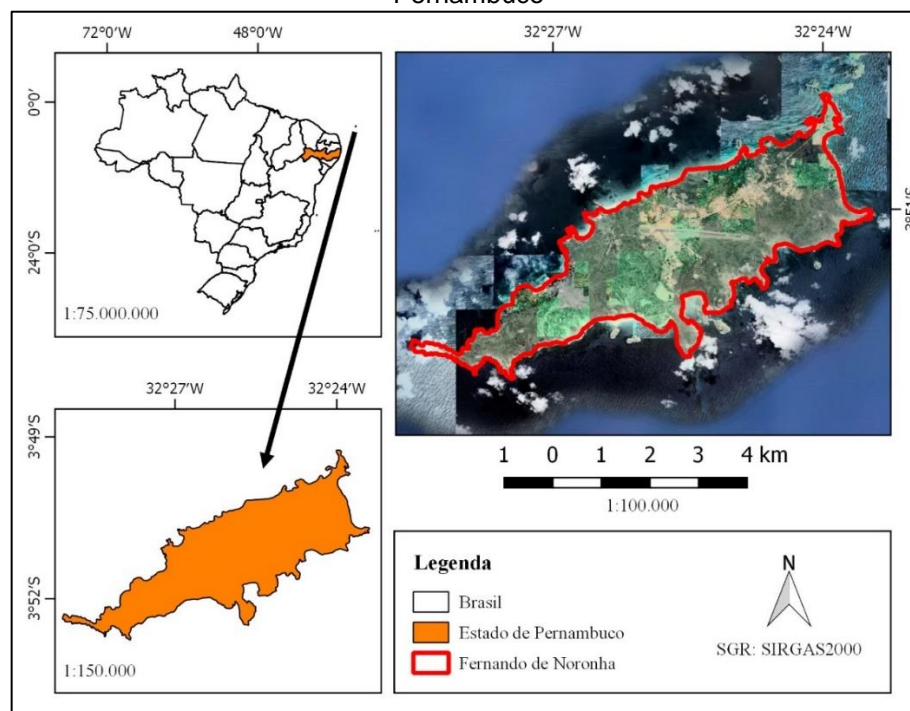 Pernambuco
72°0'W 48°0'W
0°0'
24°0'S
1:75.000.000
32°27'W 32°24'W
3°51'S
32°27'W 32°24'W
3°49'S
3°52'S
1:150.000
1 0 1 2 3 4 km
1:100.000
Legenda
Brasil
Estado de Pernambuco
Fernando de Noronha
N
SGR: SIRGAS2000